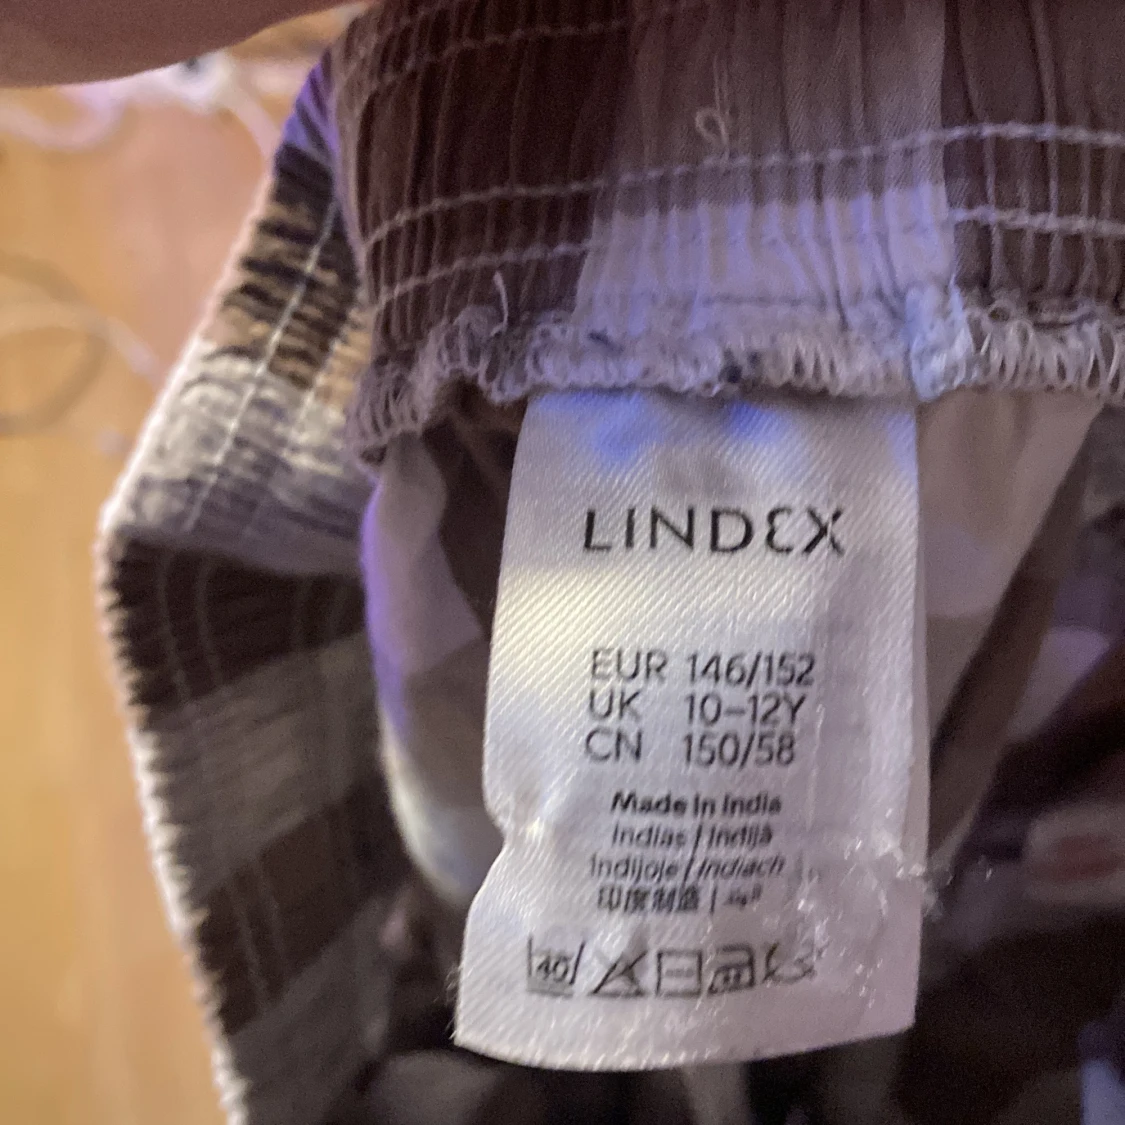 LINDEX
EUR 146/152
UK 10-12Y
CN 150/58
Made in India
Indias / Indijā
Indijoje / Indiach
印度制造 |
40